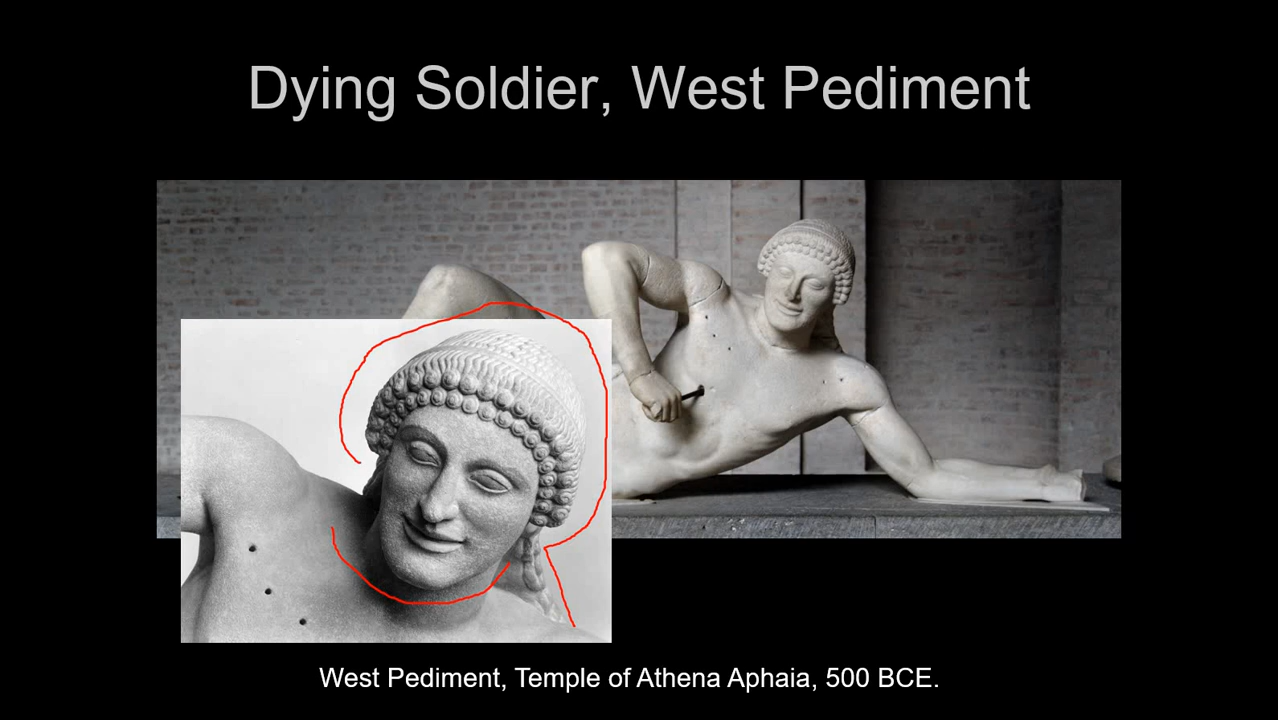 Dying Soldier, West Pediment
West Pediment, Temple of Athena Aphaia, 500 BCE.